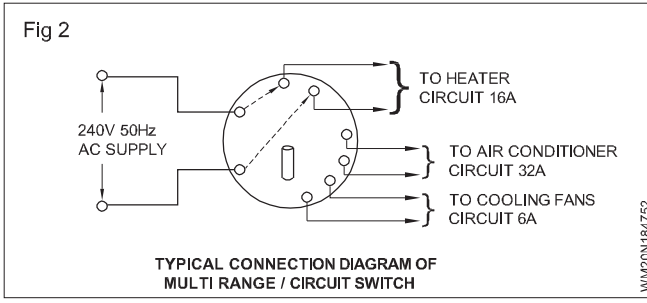 Fig 2
240V 50Hz
AC SUPPLY
TO HEATER
CIRCUIT 16A
TO AIR CONDITIONER
CIRCUIT 32A
TO COOLING FANS
CIRCUIT 6A
TYPICAL CONNECTION DIAGRAM OF
MULTI RANGE / CIRCUIT SWITCH
WM20N184752